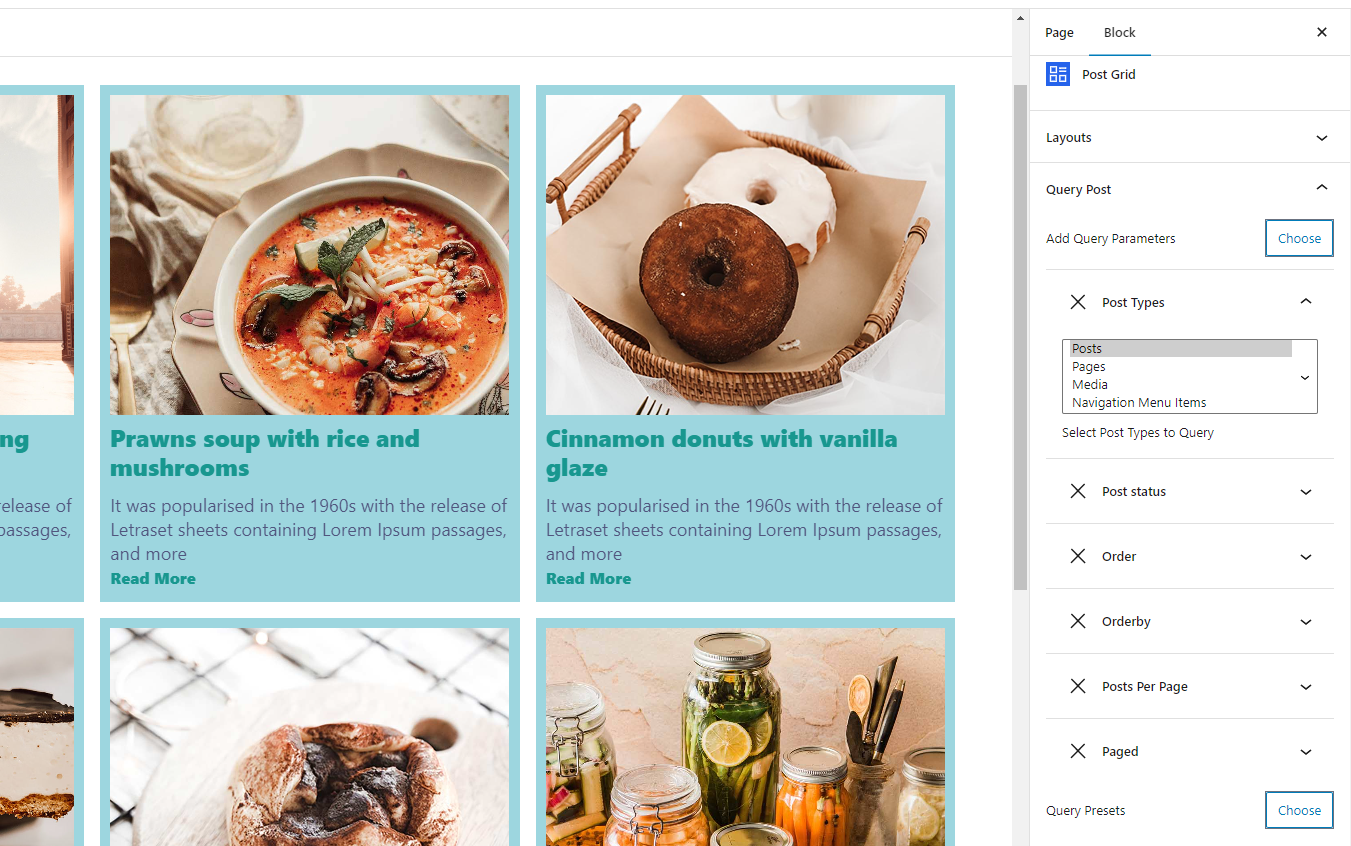 ng
elease of
passages,
Prawns soup with rice and
mushrooms
It was popularised in the 1960s with the release of
Letraset sheets containing Lorem Ipsum passages,
and more
Read More
Cinnamon donuts with vanilla
glaze
It was popularised in the 1960s with the release of
Letraset sheets containing Lorem Ipsum passages,
and more
Read More
Page Block
Post Grid
Layouts
Query Post
Add Query Parameters Choose
Post Types
Posts
Pages
Media
Navigation Menu Items
Select Post Types to Query
Post status
Order
Orderby
Posts Per Page
Paged
Query Presets Choose